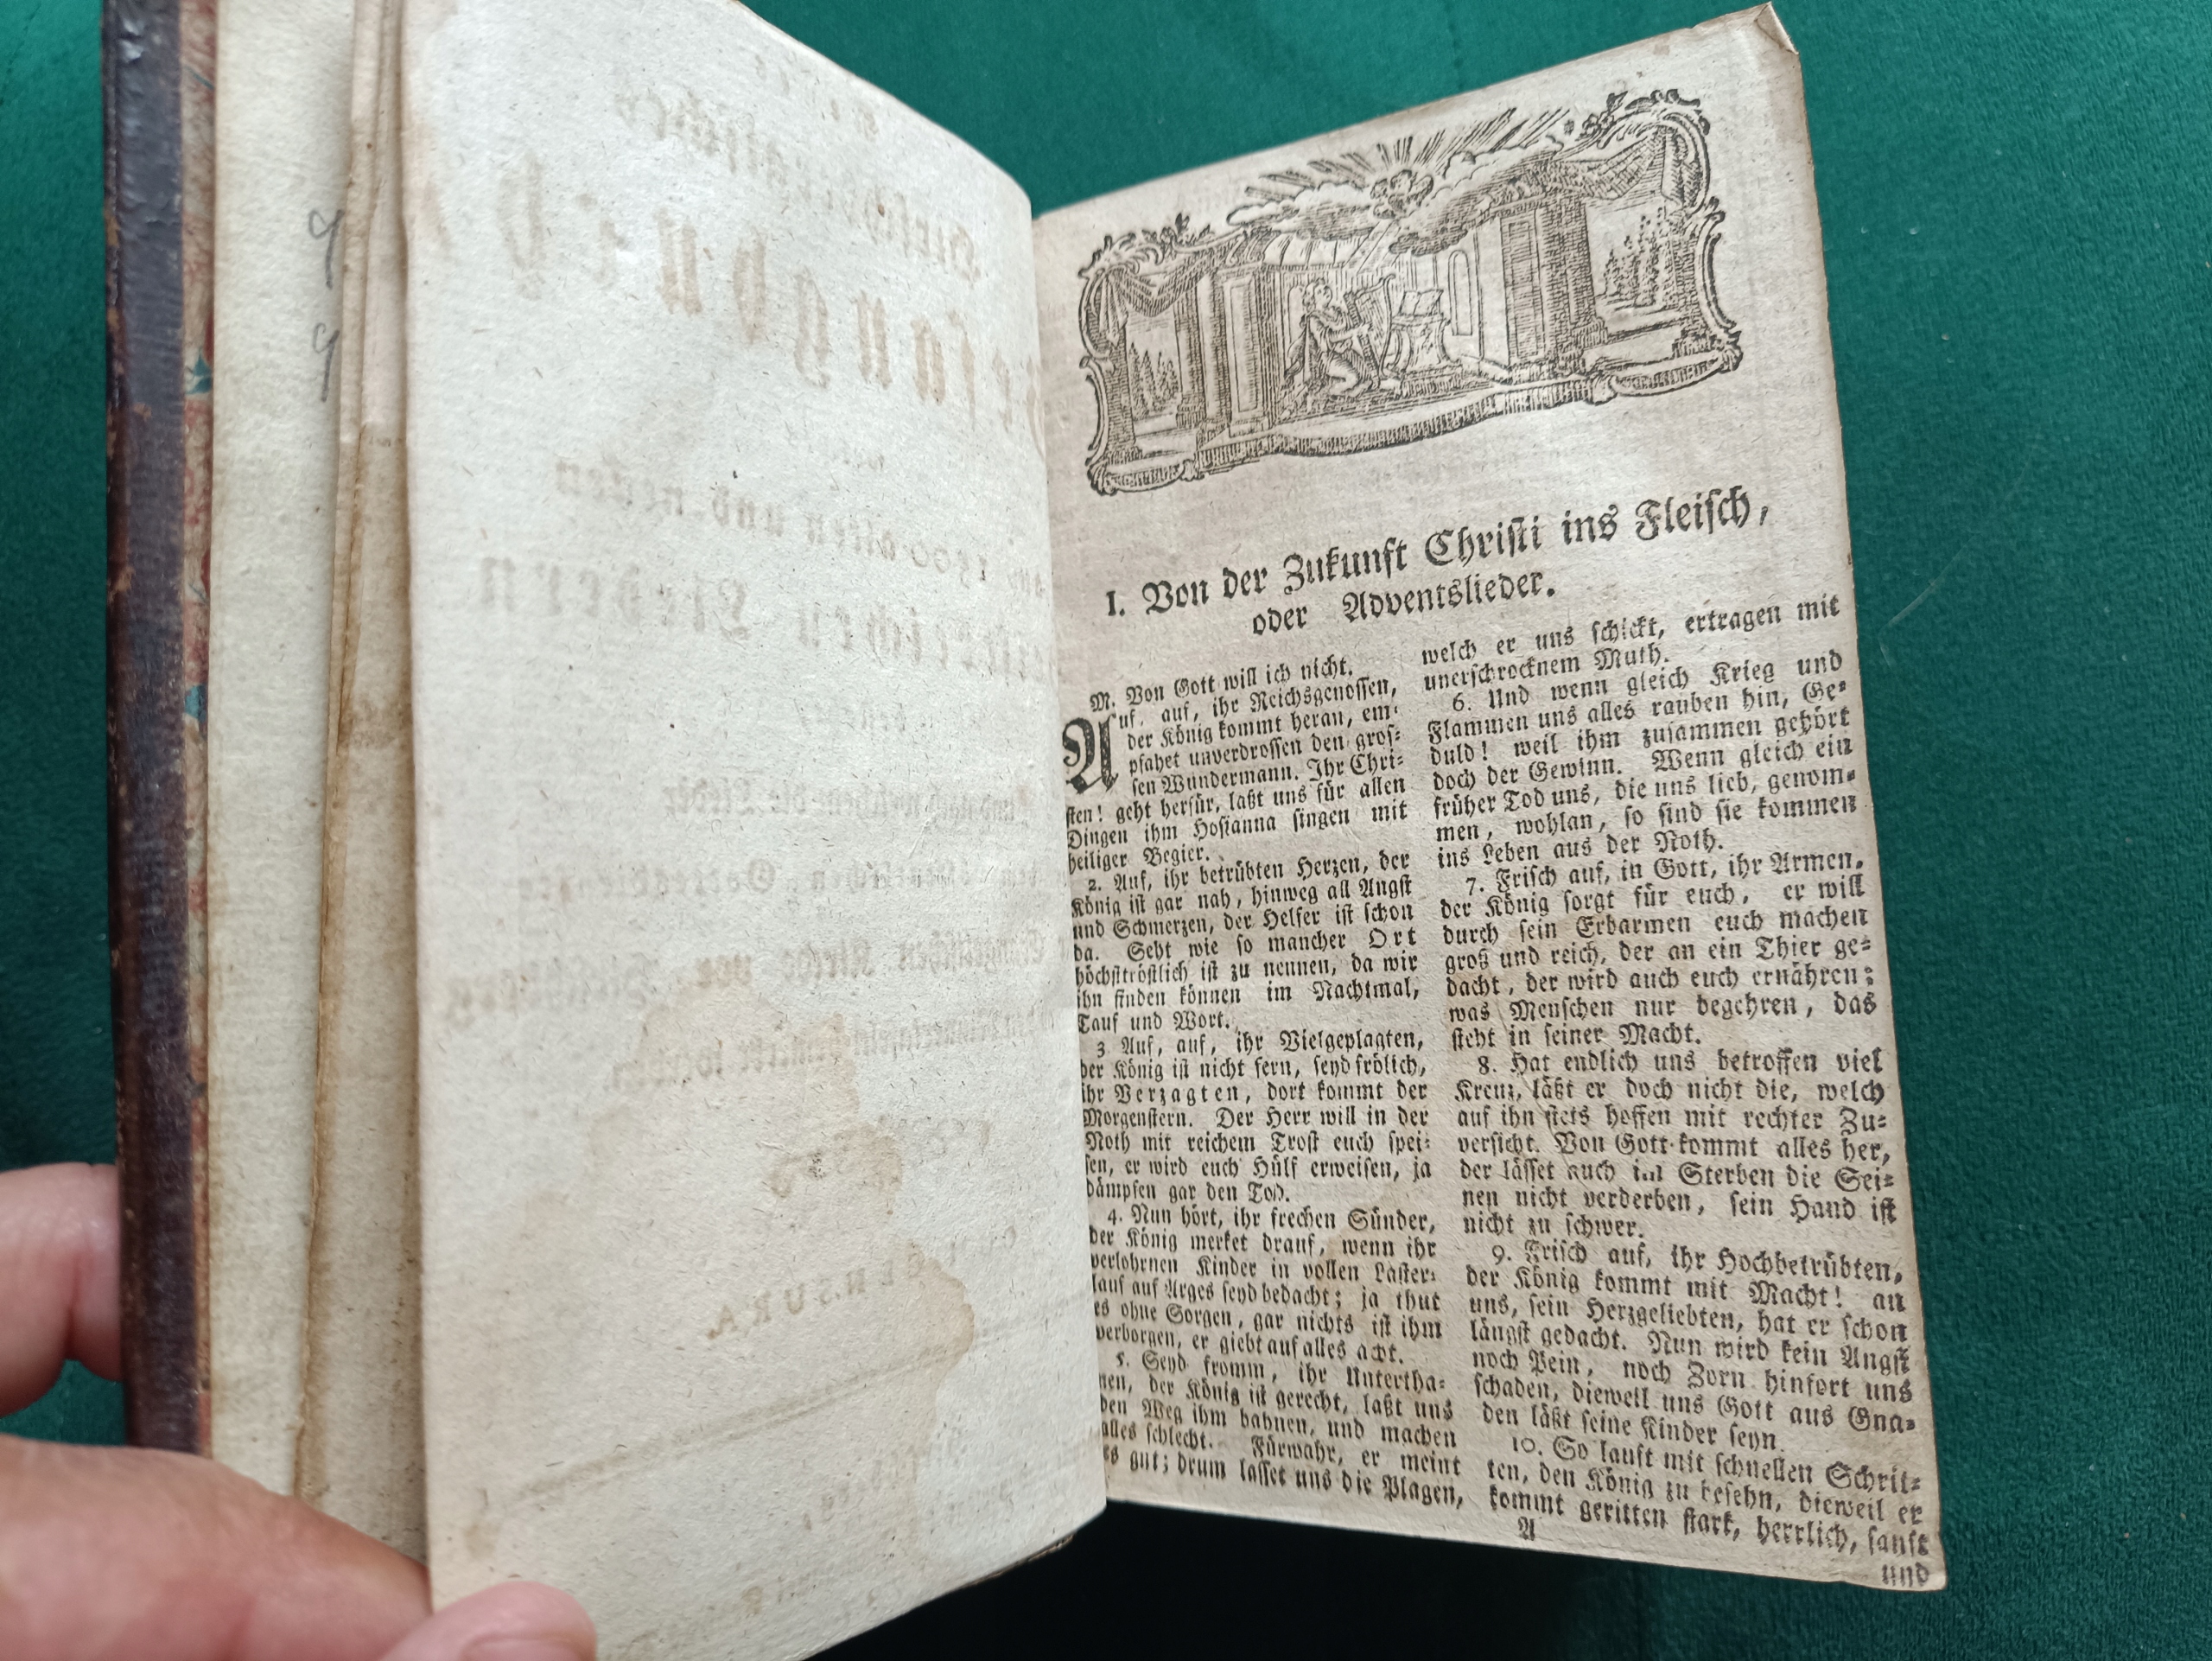 I. Von der Zukunft Christi ins Fleisch,
oder Adventslieder.
M. Von Gott will ich nicht.
Auf, auf, ihr Reichsgenossen,
der König kommt heran, em-
pfahet unverdrossen den gros-
sen Wundermann. Ihr Chri-
sten! geht herfür, laßt uns für allen
Dingen ihm Hosianna singen mit
heiliger Begier.
2. Auf, ihr betrübten Herzen, der
König ist gar nah, hinweg all Angst
und Schmerzen, der Helfer ist schon
da. Seht wie so mancher Ort
höchsttröstlich ist zu nennen, da wir
ihn finden können im Nachtmal,
Tauf und Wort.
3 Auf, auf, ihr Vielgeplagten,
der König ist nicht fern, seyd frölich,
ihr Verzagten, dort kommt der
Morgenstern. Der Herr will in der
Noth mit reichem Trost euch spei-
sen, er wird euch Hülf erweisen, ja
dämpfen gar den Tod.
4. Nun hört, ihr frechen Sünder,
der König merket drauf, wenn ihr
verlohrnen Kinder in vollen Laster-
lauf auf Arges seyd bedacht; ja thut
es ohne Sorgen, gar nichts ist ihm
verborgen, er giebt auf alles acht.
5. Seyd fromm, ihr Untertha-
nen, der König ist gerecht, laßt uns
den Weg ihm bahnen, und machen
alles schlecht. Fürwahr, er meint
es gut; drum lasset uns die Plagen,
welch er uns schickt, ertragen mit
unerschrocknem Muth.
6. Und wenn gleich Krieg und
Flammen uns alles rauben hin, Ge-
duld! weil ihm zusammen gehört
doch der Gewinn. Wenn gleich ein
früher Tod uns, die uns lieb, genom-
men, wohlan, so sind sie kommen
ins Leben aus der Noth.
7. Frisch auf, in Gott, ihr Armen,
der König sorgt für euch, er will
durch sein Erbarmen euch machen
groß und reich, der an ein Thier ge-
dacht, der wird auch euch ernähren:
was Menschen nur begehren, das
steht in seiner Macht.
8. Hat endlich uns betroffen viel
Kreuz, läßt er doch nicht die, welch
auf ihn stets hoffen mit rechter Zu-
versicht. Von Gott kommt alles her,
der lässet auch im Sterben die Sei-
nen nicht verderben, sein Hand ist
nicht zu schwer.
9. Frisch auf, ihr Hochbetrübten,
der König kommt mit Macht! an
uns, sein Herzgeliebten, hat er schon
längst gedacht. Nun wird kein Angst
noch Pein, noch Zorn hinfort uns
schaden, dieweil uns Gott aus Gna-
den läßt seine Kinder seyn.
10. So lauft mit schnellen Schrit-
ten, den König zu besehn, dieweil er
kommt geritten stark, herrlich, sanft
A
und